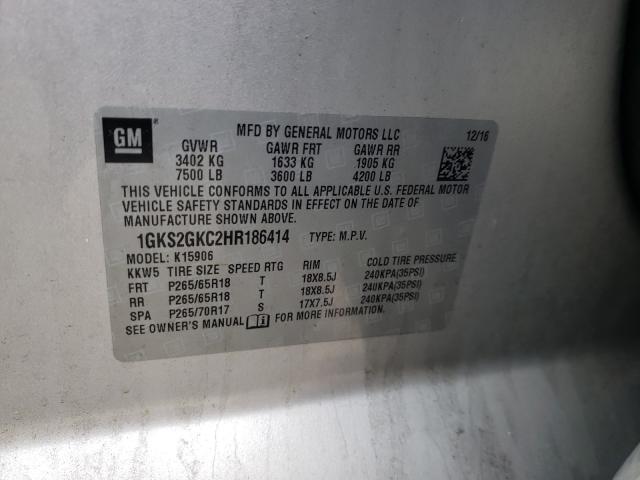 GM ®
MFD BY GENERAL MOTORS LLC 12/16
GVWR GAWR FRT GAWR RR
3402 KG 1633 KG 1905 KG
7500 LB 3600 LB 4200 LB
THIS VEHICLE CONFORMS TO ALL APPLICABLE U.S. FEDERAL MOTOR
VEHICLE SAFETY STANDARDS IN EFFECT ON THE DATE OF
MANUFACTURE SHOWN ABOVE.
1GKS2GKC2HR186414 TYPE: M.P.V.
MODEL: K15906
KKW5 TIRE SIZE SPEED RTG RIM COLD TIRE PRESSURE
FRT P265/65R18 T 18X8.5J 240KPA(35PSI)
RR P265/65R18 T 18X8.5J 240KPA(35PSI)
SPA P265/70R17 S 17X7.5J 240KPA(35PSI)
SEE OWNER'S MANUAL FOR MORE INFORMATION.